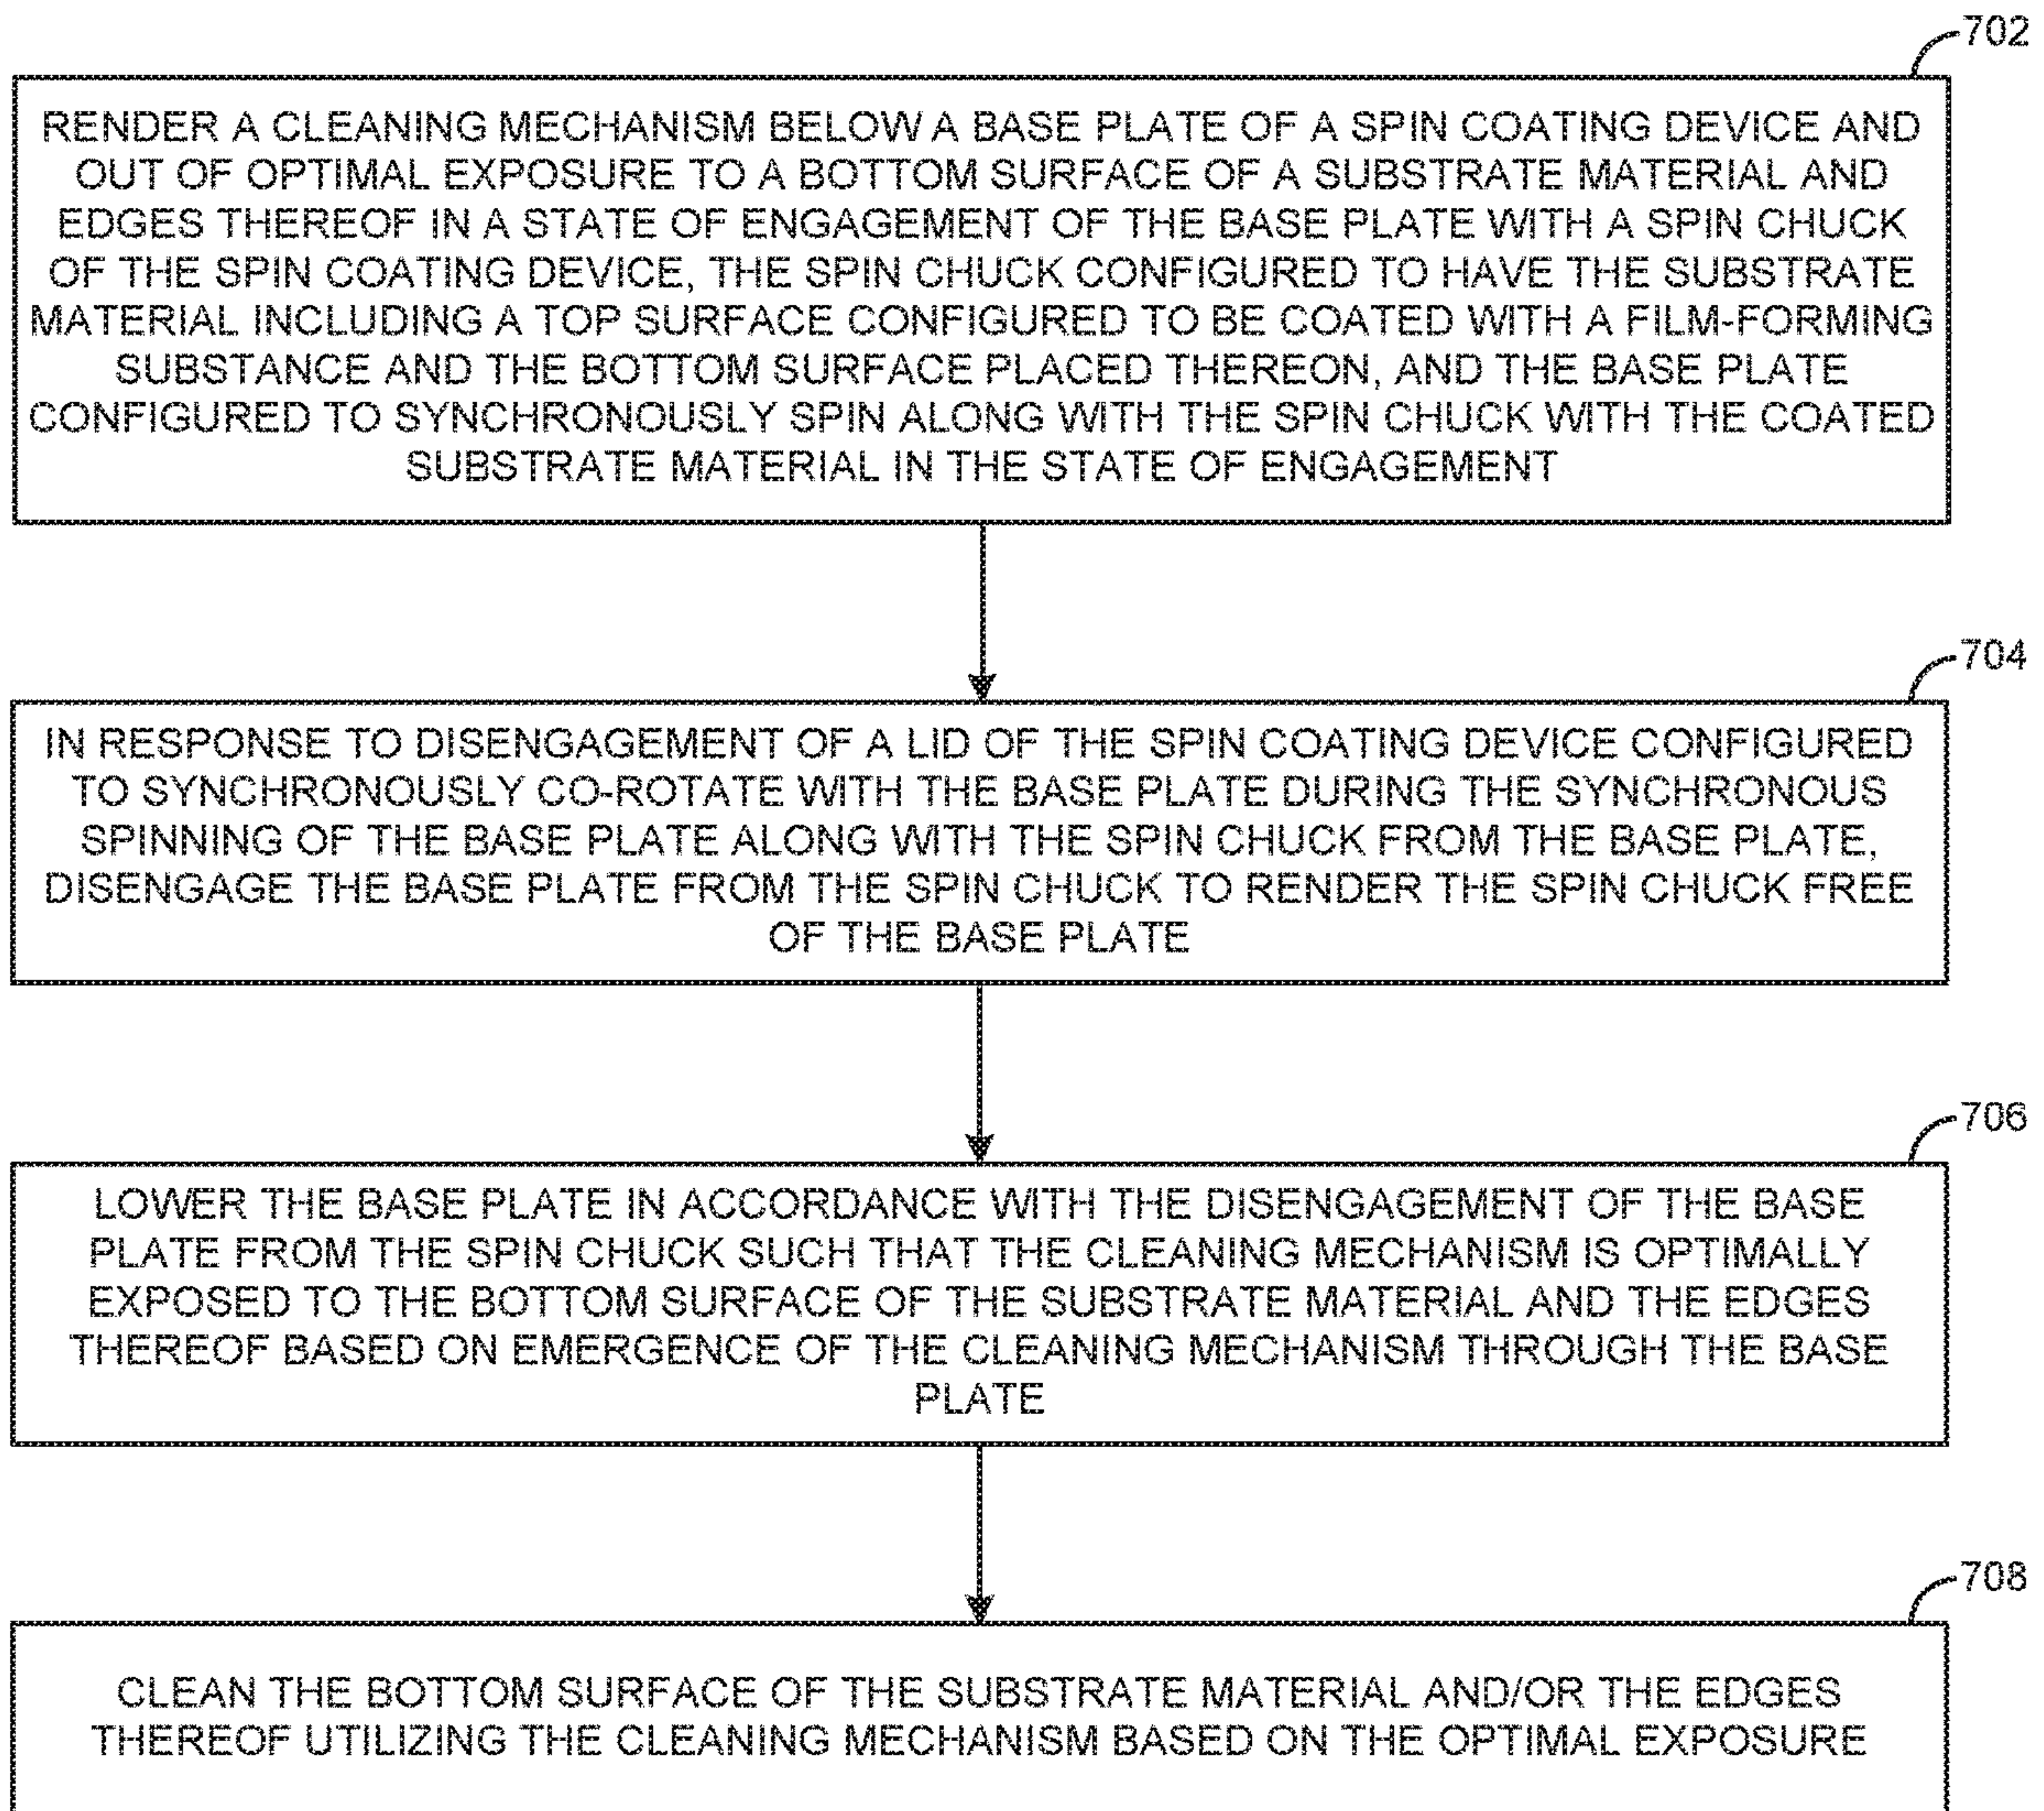 702
RENDER A CLEANING MECHANISM BELOW A BASE PLATE OF A SPIN COATING DEVICE AND
OUT OF OPTIMAL EXPOSURE TO A BOTTOM SURFACE OF A SUBSTRATE MATERIAL AND
EDGES THEREOF IN A STATE OF ENGAGEMENT OF THE BASE PLATE WITH A SPIN CHUCK
OF THE SPIN COATING DEVICE, THE SPIN CHUCK CONFIGURED TO HAVE THE SUBSTRATE
MATERIAL INCLUDING A TOP SURFACE CONFIGURED TO BE COATED WITH A FILM-FORMING
SUBSTANCE AND THE BOTTOM SURFACE PLACED THEREON, AND THE BASE PLATE
CONFIGURED TO SYNCHRONOUSLY SPIN ALONG WITH THE SPIN CHUCK WITH THE COATED
SUBSTRATE MATERIAL IN THE STATE OF ENGAGEMENT
704
IN RESPONSE TO DISENGAGEMENT OF A LID OF THE SPIN COATING DEVICE CONFIGURED
TO SYNCHRONOUSLY CO-ROTATE WITH THE BASE PLATE DURING THE SYNCHRONOUS
SPINNING OF THE BASE PLATE ALONG WITH THE SPIN CHUCK FROM THE BASE PLATE,
DISENGAGE THE BASE PLATE FROM THE SPIN CHUCK TO RENDER THE SPIN CHUCK FREE
OF THE BASE PLATE
706
LOWER THE BASE PLATE IN ACCORDANCE WITH THE DISENGAGEMENT OF THE BASE
PLATE FROM THE SPIN CHUCK SUCH THAT THE CLEANING MECHANISM IS OPTIMALLY
EXPOSED TO THE BOTTOM SURFACE OF THE SUBSTRATE MATERIAL AND THE EDGES
THEREOF BASED ON EMERGENCE OF THE CLEANING MECHANISM THROUGH THE BASE
PLATE
708
CLEAN THE BOTTOM SURFACE OF THE SUBSTRATE MATERIAL AND/OR THE EDGES
THEREOF UTILIZING THE CLEANING MECHANISM BASED ON THE OPTIMAL EXPOSURE